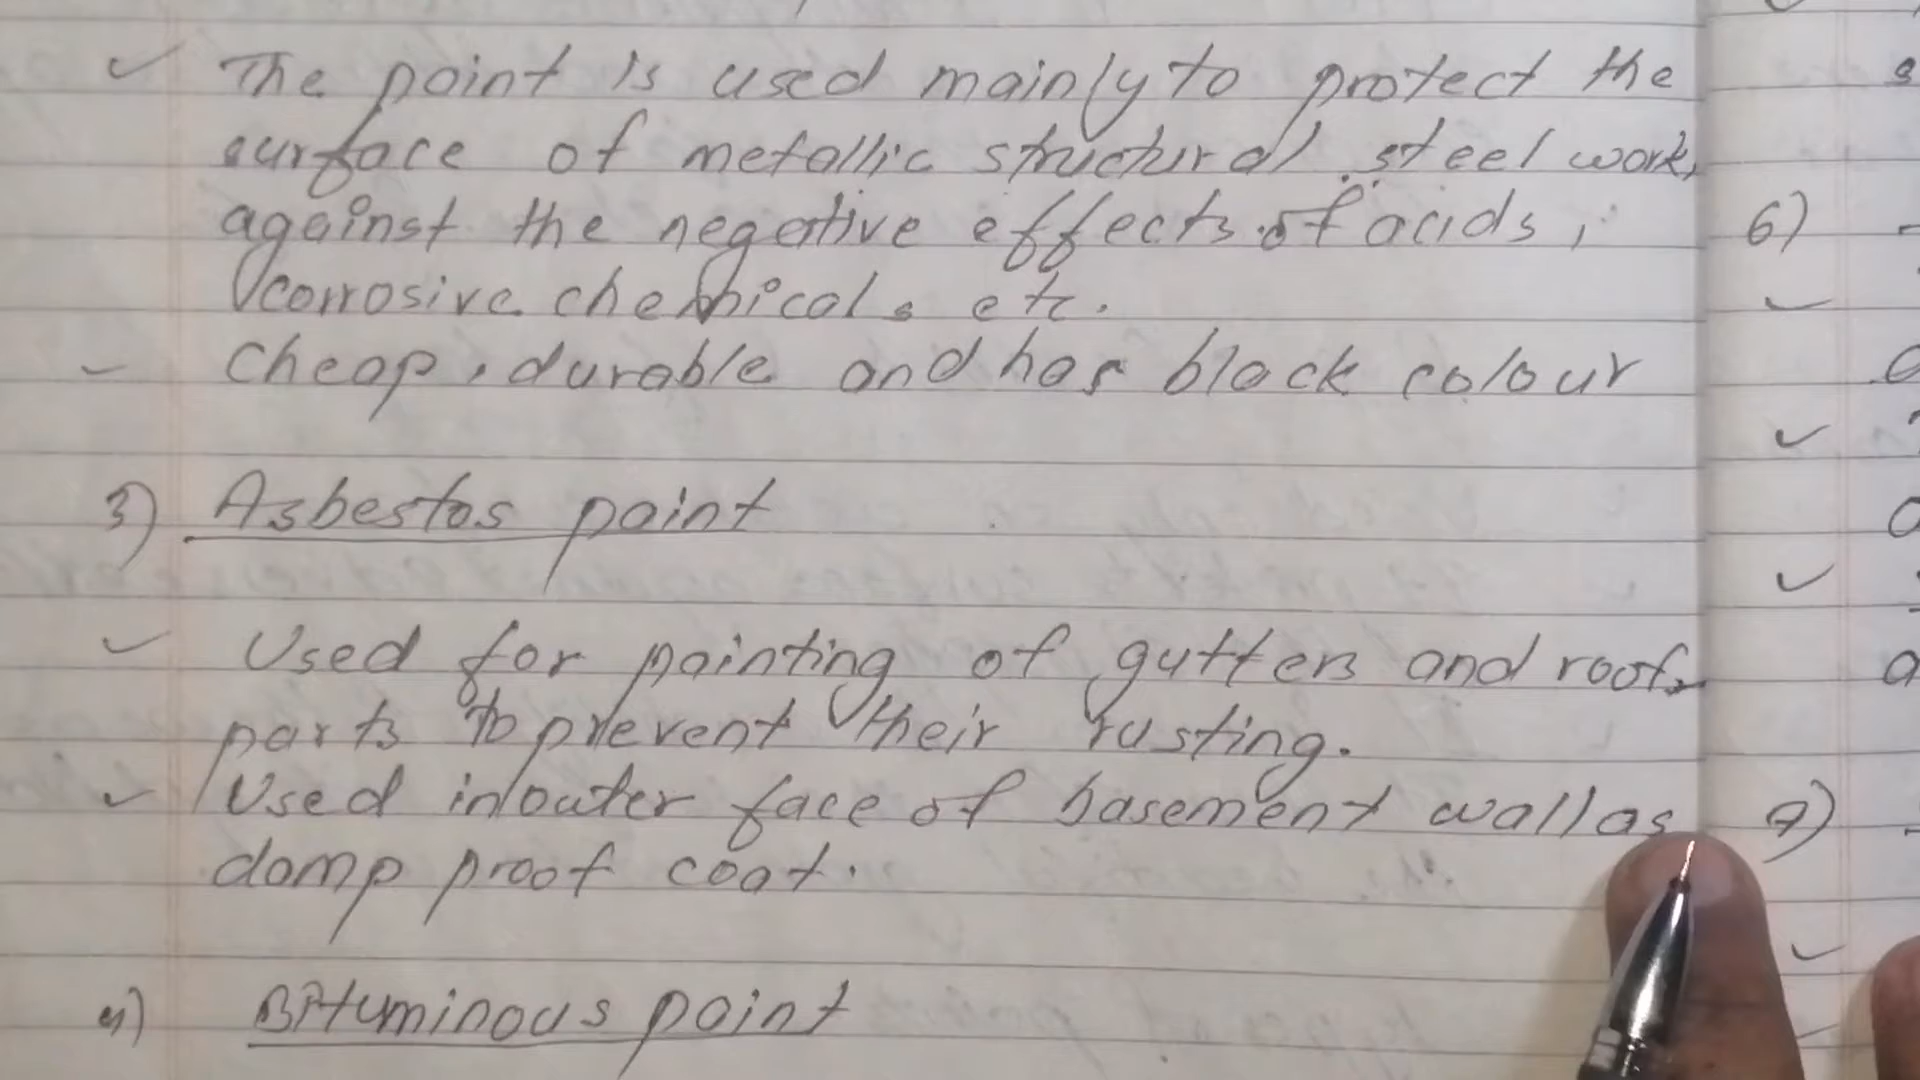 ✓ The paint is used mainly to protect the
surface of metallic structural steel work,
against the negative effects of acids,
corrosive chemicals etc.
- Cheap, durable and has black colour
3) Asbestos paint
✓ Used for painting of gutters and roof
parts to prevent their rusting.
✓ Used in outer face of basement wall as
damp proof coat.
4) Bituminous paint
6)
7)